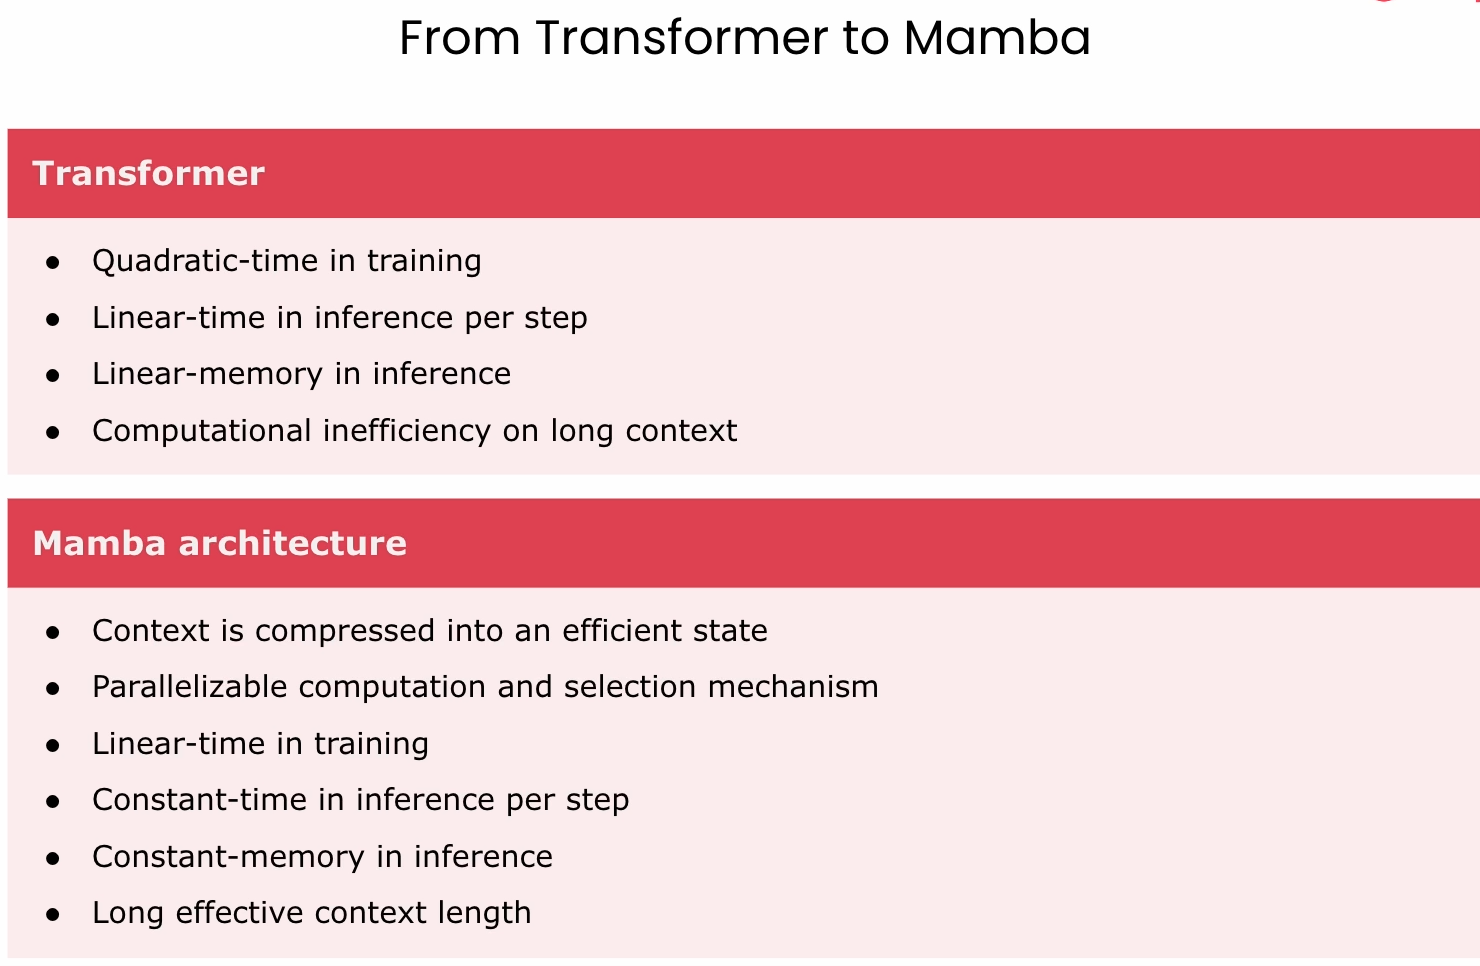 From Transformer to Mamba
Transformer
● Quadratic-time in training
● Linear-time in inference per step
● Linear-memory in inference
● Computational inefficiency on long context
Mamba architecture
● Context is compressed into an efficient state
● Parallelizable computation and selection mechanism
● Linear-time in training
● Constant-time in inference per step
● Constant-memory in inference
● Long effective context length